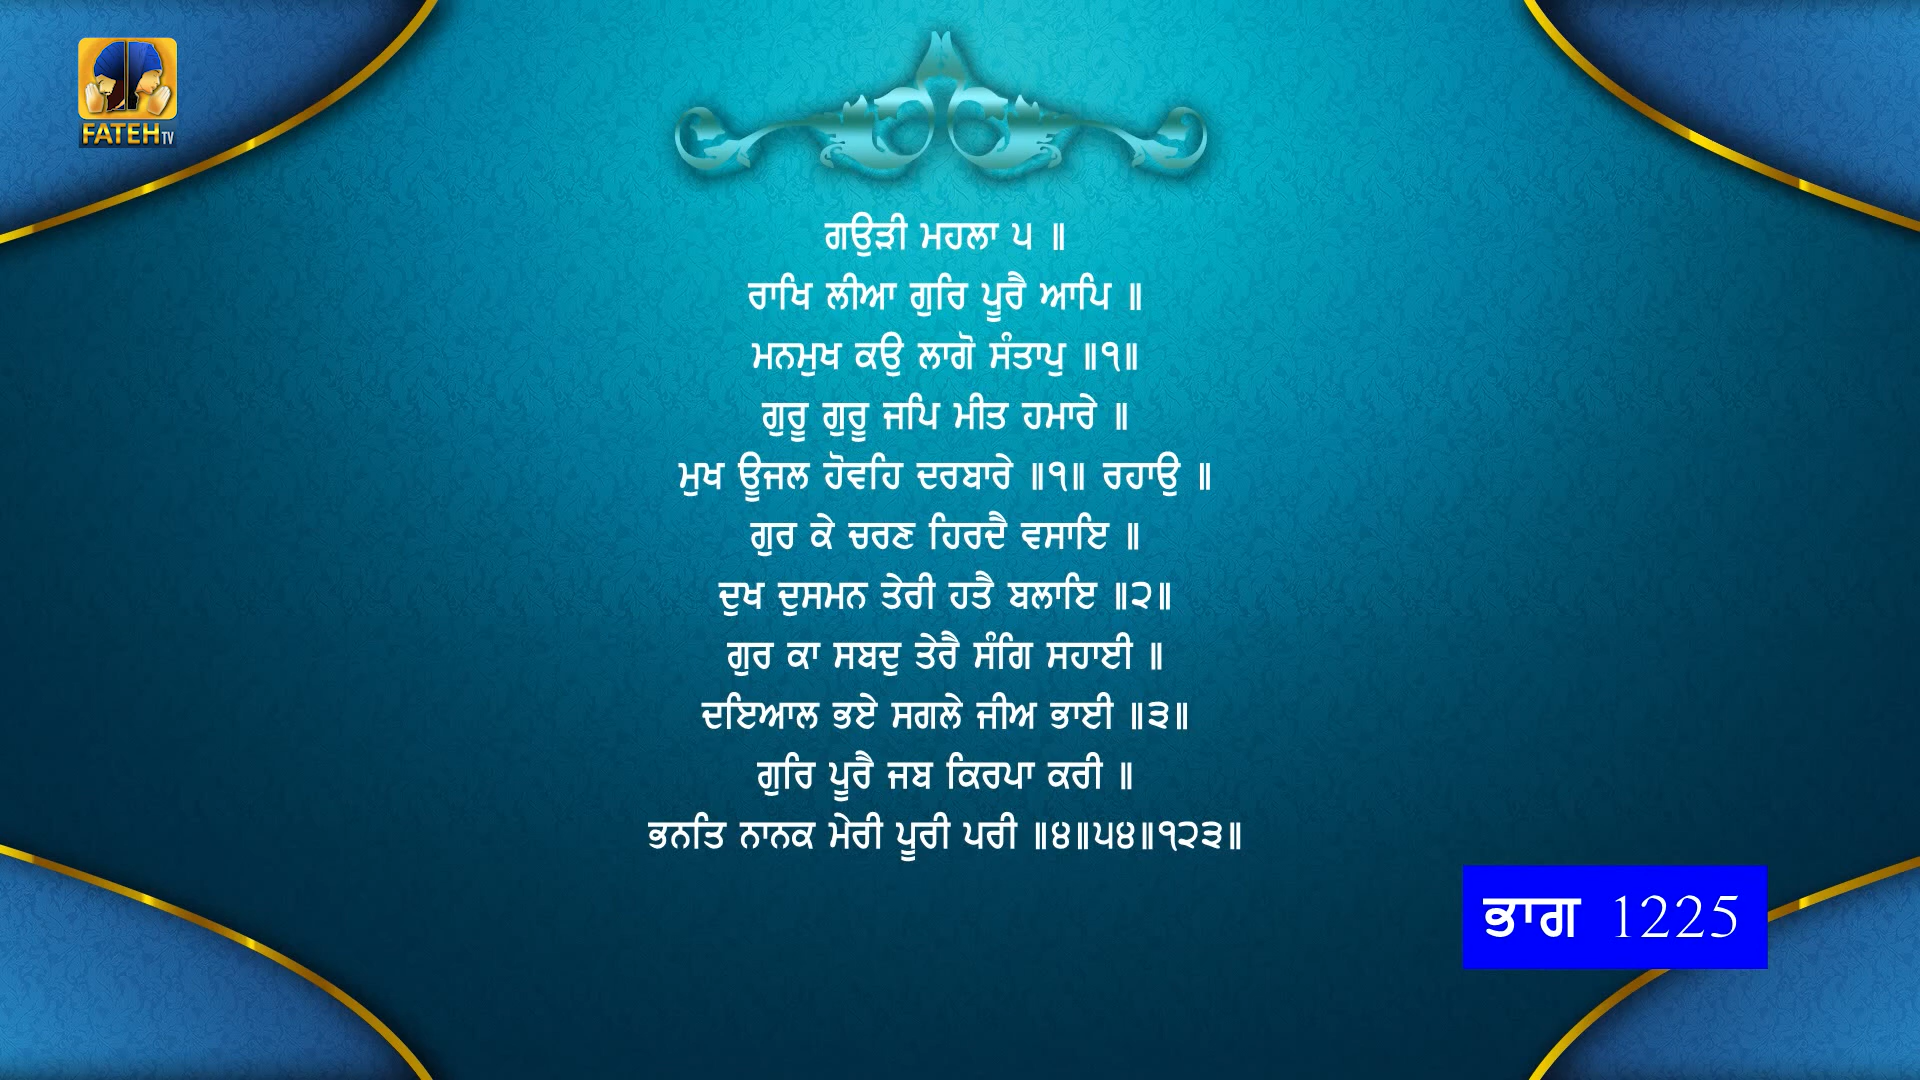 FATEH TV
ਗਉੜੀ ਮਹਲਾ ੫ ॥
ਰਾਖਿ ਲੀਆ ਗੁਰਿ ਪੂਰੈ ਆਪਿ ॥
ਮਨਮੁਖ ਕਉ ਲਾਗੋ ਸੰਤਾਪੁ ॥੧॥
ਗੁਰੂ ਗੁਰੂ ਜਪਿ ਮੀਤ ਹਮਾਰੇ ॥
ਮੁਖ ਊਜਲ ਹੋਵਹਿ ਦਰਬਾਰੇ ॥੧॥ ਰਹਾਉ ॥
ਗੁਰ ਕੇ ਚਰਣ ਹਿਰਦੈ ਵਸਾਇ ॥
ਦੁਖ ਦੁਸਮਨ ਤੇਰੀ ਹਤੈ ਬਲਾਇ ॥੨॥
ਗੁਰ ਕਾ ਸਬਦੁ ਤੇਰੈ ਸੰਗਿ ਸਹਾਈ ॥
ਦਇਆਲ ਭਏ ਸਗਲੇ ਜੀਅ ਭਾਈ ॥੩॥
ਗੁਰਿ ਪੂਰੈ ਜਬ ਕਿਰਪਾ ਕਰੀ ॥
ਭਨਤਿ ਨਾਨਕ ਮੇਰੀ ਪੂਰੀ ਪਰੀ ॥੪॥੫੪॥੧੨੩॥
ਭਾਗ 1225